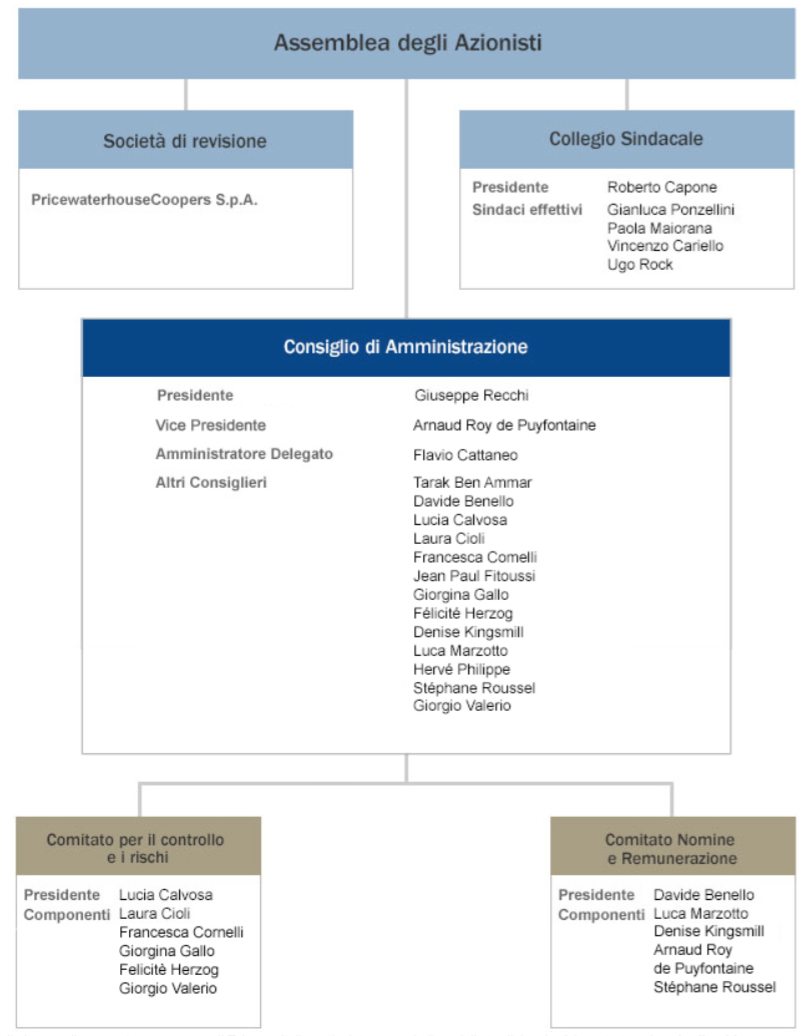 Assemblea degli Azionisti
Società di revisione
PricewaterhouseCoopers S.p.A.
Collegio Sindacale
Presidente Roberto Capone
Sindaci effettivi Gianluca Ponzellini
Paola Maiorana
Vincenzo Cariello
Ugo Rock
Consiglio di Amministrazione
Presidente Giuseppe Recchi
Vice Presidente Arnaud Roy de Puyfontaine
Amministratore Delegato Flavio Cattaneo
Altri Consiglieri Tarak Ben Ammar
Davide Benello
Lucia Calvosa
Laura Cioli
Francesca Cornelli
Jean Paul Fitoussi
Giorgina Gallo
Félicité Herzog
Denise Kingsmill
Luca Marzotto
Hervé Philippe
Stéphane Roussel
Giorgio Valerio
Comitato per il controllo
e i rischi
Presidente Lucia Calvosa
Componenti Laura Cioli
Francesca Cornelli
Giorgina Gallo
Felicitè Herzog
Giorgio Valerio
Comitato Nomine
e Remunerazione
Presidente Davide Benello
Componenti Luca Marzotto
Denise Kingsmill
Arnaud Roy
de Puyfontaine
Stéphane Roussel